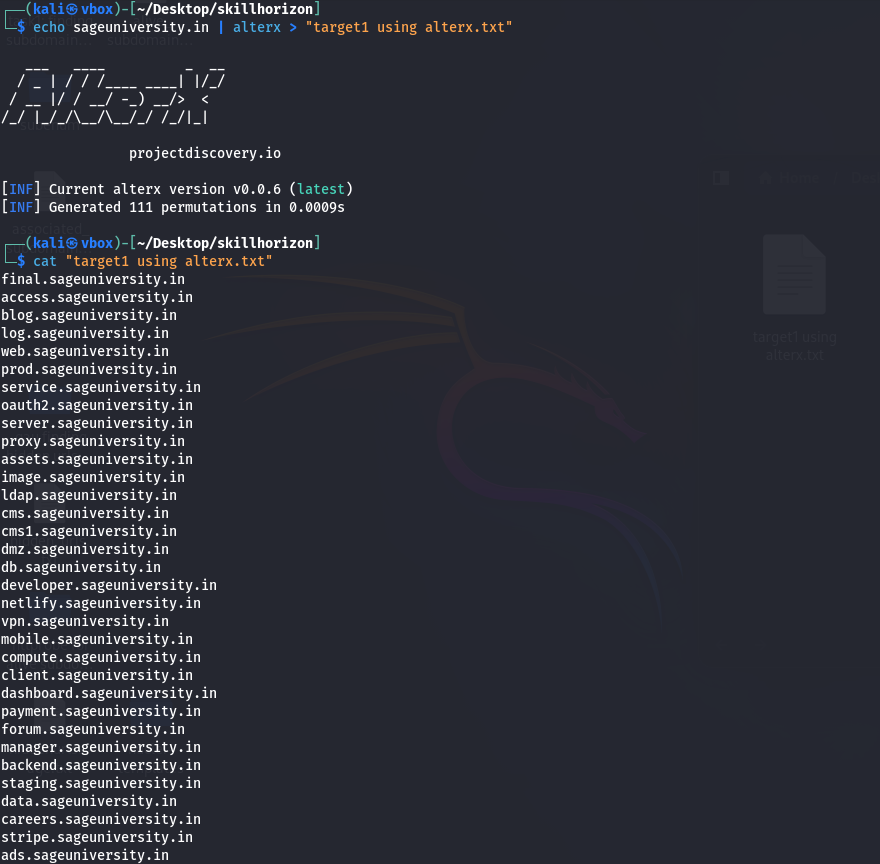 ┌──(kali㉿vbox)-[~/Desktop/skillhorizon]
└─$ echo sageuniversity.in | alterx > "target1 using alterx.txt"
   ___   ____          _  __
  / _ | / / /____ ____| |/_/
 / __ |/ / __/ -_) __/>  <
/_/ |_/_/\__/\__/_/ /_/|_|
projectdiscovery.io
[INF] Current alterx version v0.0.6 (latest)
[INF] Generated 111 permutations in 0.0009s
┌──(kali㉿vbox)-[~/Desktop/skillhorizon]
└─$ cat "target1 using alterx.txt"
final.sageuniversity.in
access.sageuniversity.in
blog.sageuniversity.in
log.sageuniversity.in
web.sageuniversity.in
prod.sageuniversity.in
service.sageuniversity.in
oauth2.sageuniversity.in
server.sageuniversity.in
proxy.sageuniversity.in
assets.sageuniversity.in
image.sageuniversity.in
ldap.sageuniversity.in
cms.sageuniversity.in
cms1.sageuniversity.in
dmz.sageuniversity.in
db.sageuniversity.in
developer.sageuniversity.in
netlify.sageuniversity.in
vpn.sageuniversity.in
mobile.sageuniversity.in
compute.sageuniversity.in
client.sageuniversity.in
dashboard.sageuniversity.in
payment.sageuniversity.in
forum.sageuniversity.in
manager.sageuniversity.in
backend.sageuniversity.in
staging.sageuniversity.in
data.sageuniversity.in
careers.sageuniversity.in
stripe.sageuniversity.in
ads.sageuniversity.in
target1 using
alterx.txt